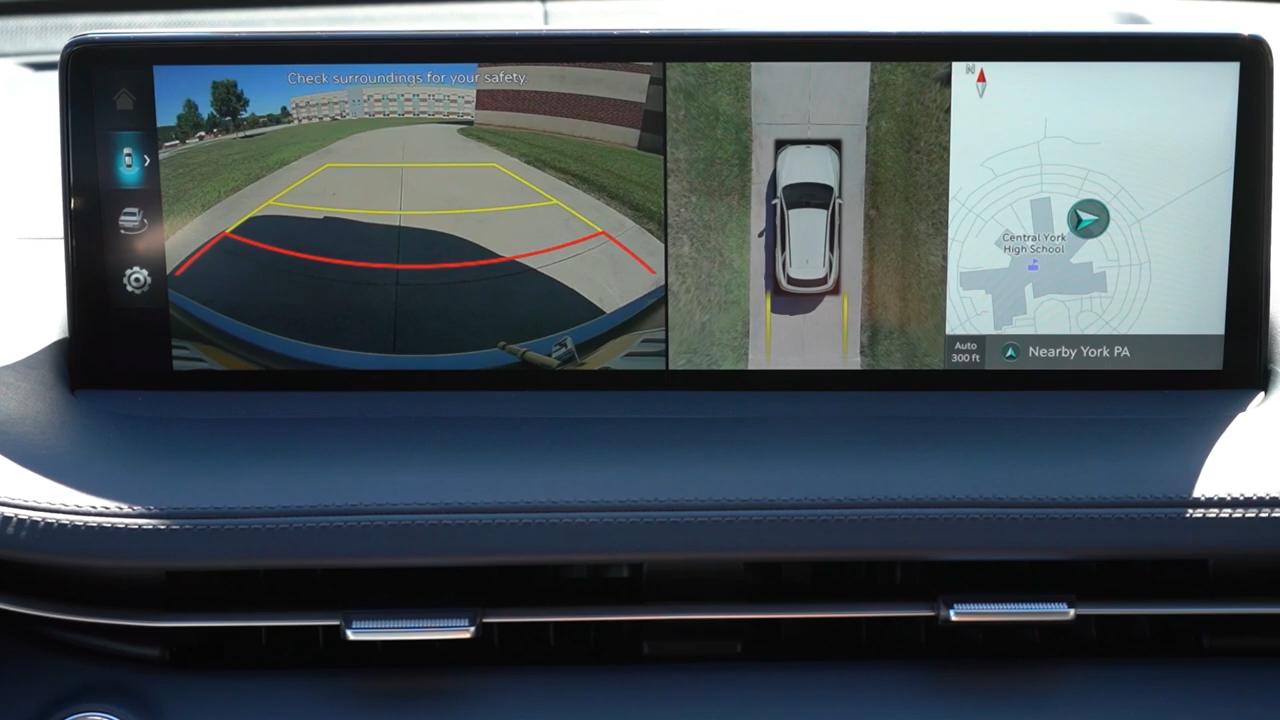 Check surroundings for your safety.
N
Central York
High School
Auto
300 ft
Nearby York PA